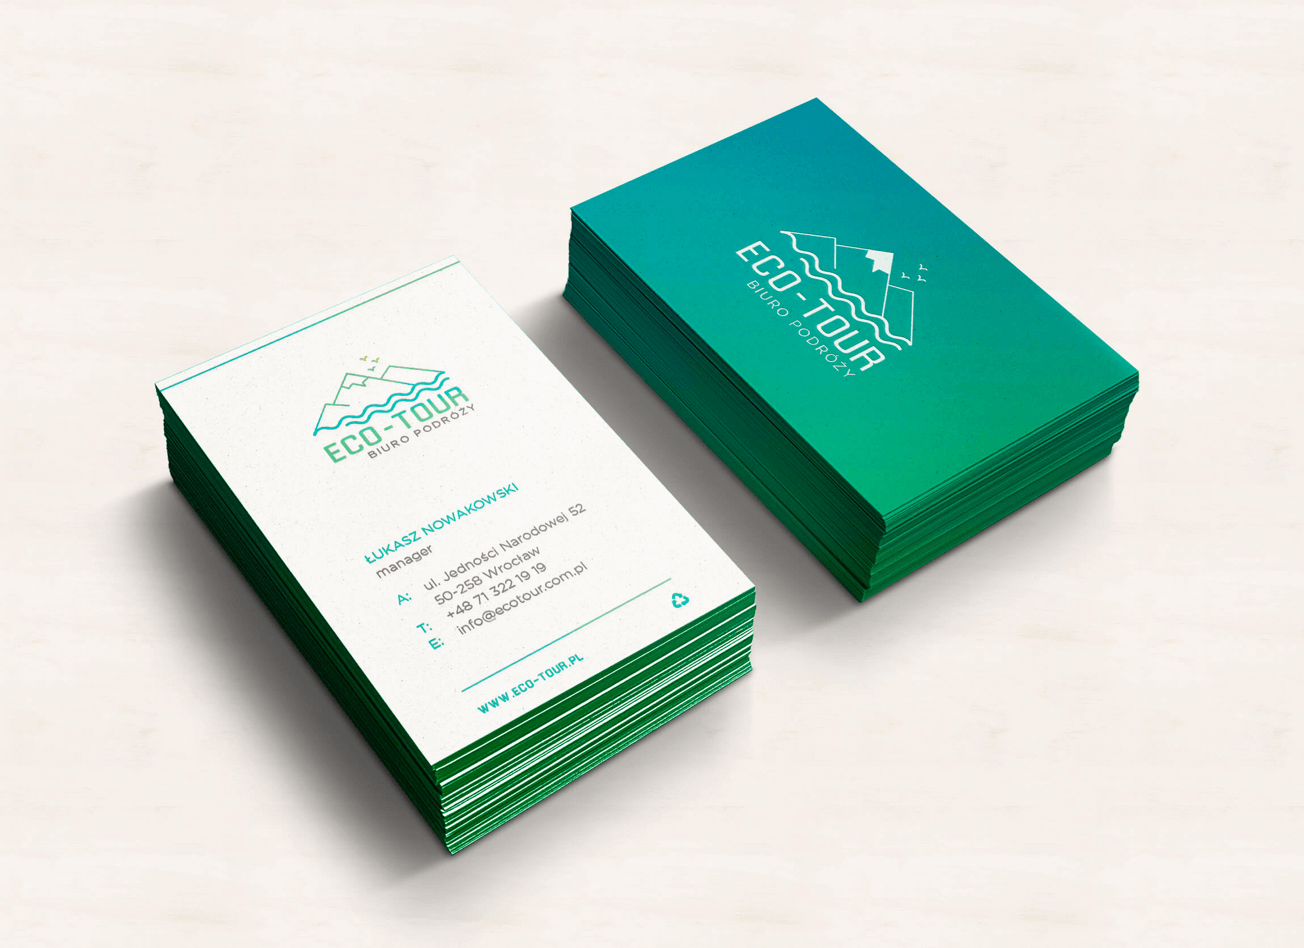 ECO-TOUR
BIURO PODRÓŻY
ŁUKASZ NOWAKOWSKI
manager
A: ul. Jedności Narodowej 52
50-258 Wrocław
T: +48 71 322 19 19
E: info@ecotour.com.pl
WWW.ECO-TOUR.PL
ECO-TOUR
BIURO PODRÓŻY